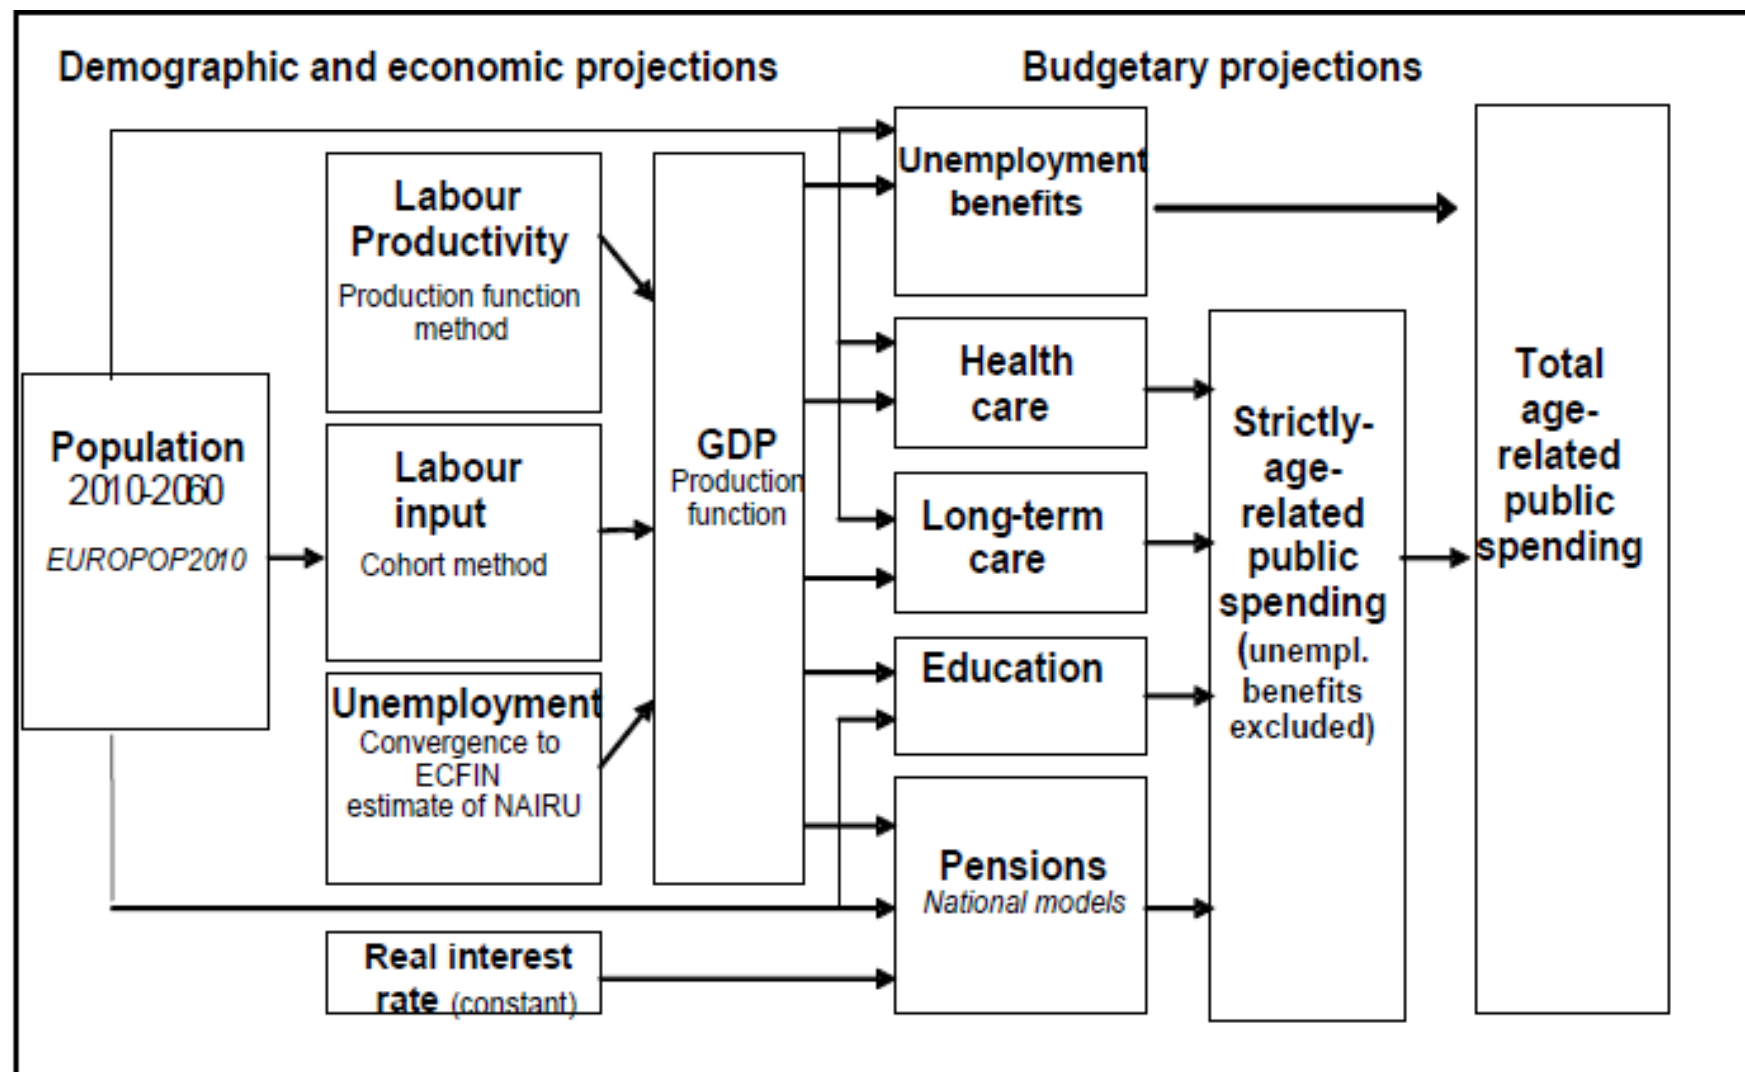 Demographic and economic projections
Budgetary projections
Population
2010-2060
EUROPOP2010
Labour
Productivity
Production function
method
Labour
input
Cohort method
Unemployment
Convergence to
ECFIN
estimate of NAIRU
Real interest
rate (constant)
GDP
Production
function
Unemployment
benefits
Health
care
Long-term
care
Education
Pensions
National models
Strictly-
age-
related
public
spending
(unempl.
benefits
excluded)
Total
age-
related
public
spending